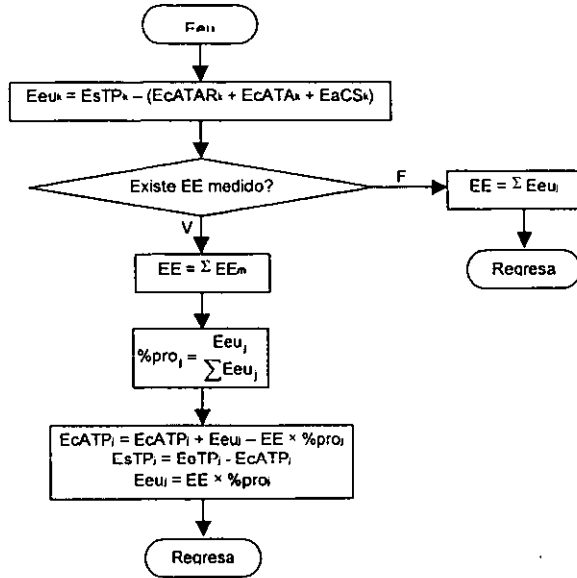 Eeu
Eeuₖ = EsTPₖ – (EcATARₖ + EcATAₖ + EaCSₖ)
Existe EE medido?
F
EE = Σ Eeuⱼ
Regresa
V
EE = Σ EEₘ
%proⱼ = Eeuⱼ / ∑Eeuⱼ
EcATPⱼ = EcATPⱼ + Eeuⱼ – EE × %proⱼ
EsTPⱼ = EeTPⱼ - EcATPⱼ
Eeuⱼ = EE × %proⱼ
Regresa